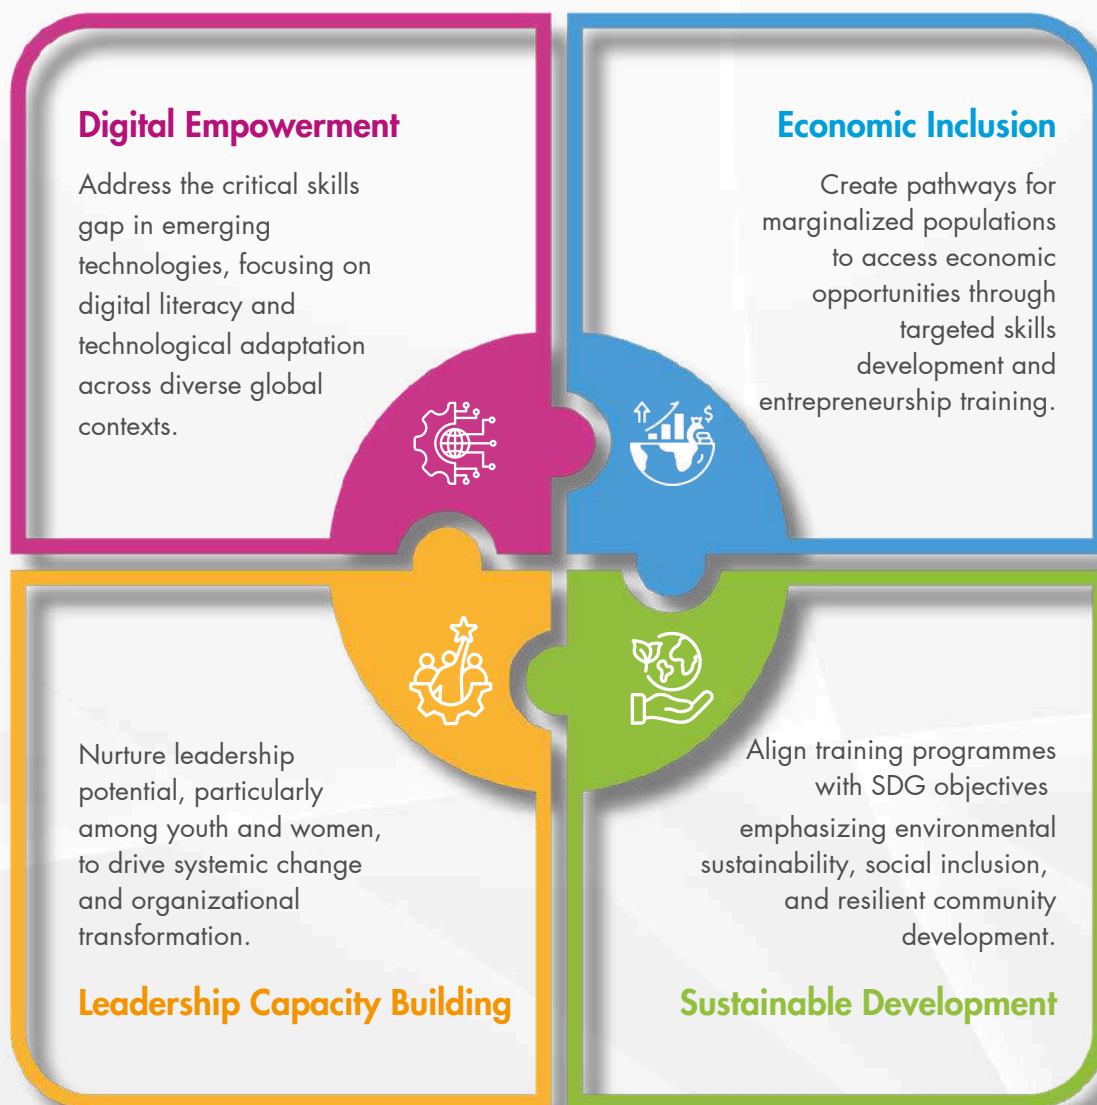 Digital Empowerment
Address the critical skills
gap in emerging
technologies, focusing on
digital literacy and
technological adaptation
across diverse global
contexts.
Economic Inclusion
Create pathways for
marginalized populations
to access economic
opportunities through
targeted skills
development and
entrepreneurship training.
$
Nurture leadership
potential, particularly
among youth and women,
to drive systemic change
and organizational
transformation.
Leadership Capacity Building
Align training programmes
with SDG objectives
emphasizing environmental
sustainability, social inclusion,
and resilient community
development.
Sustainable Development